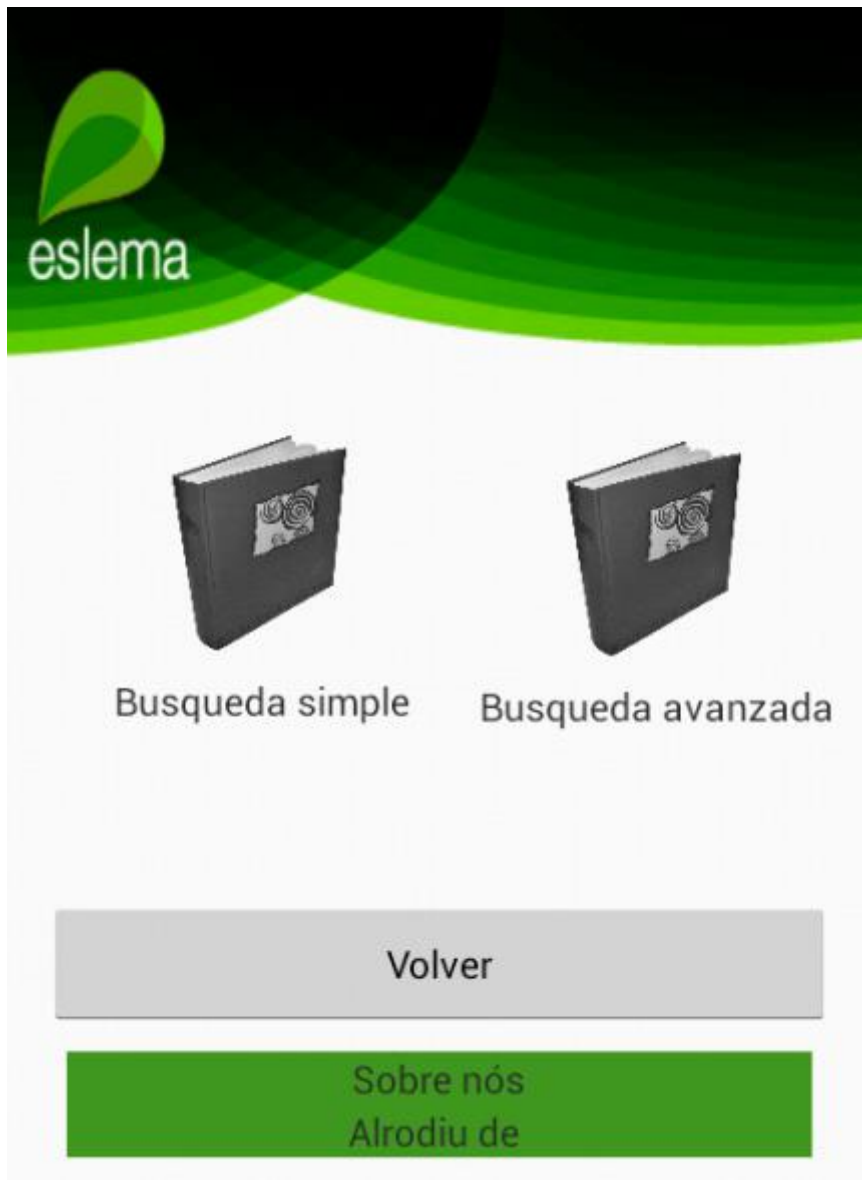 eslema
Busqueda simple
Busqueda avanzada
Volver
Sobre nós
Alrodiu de